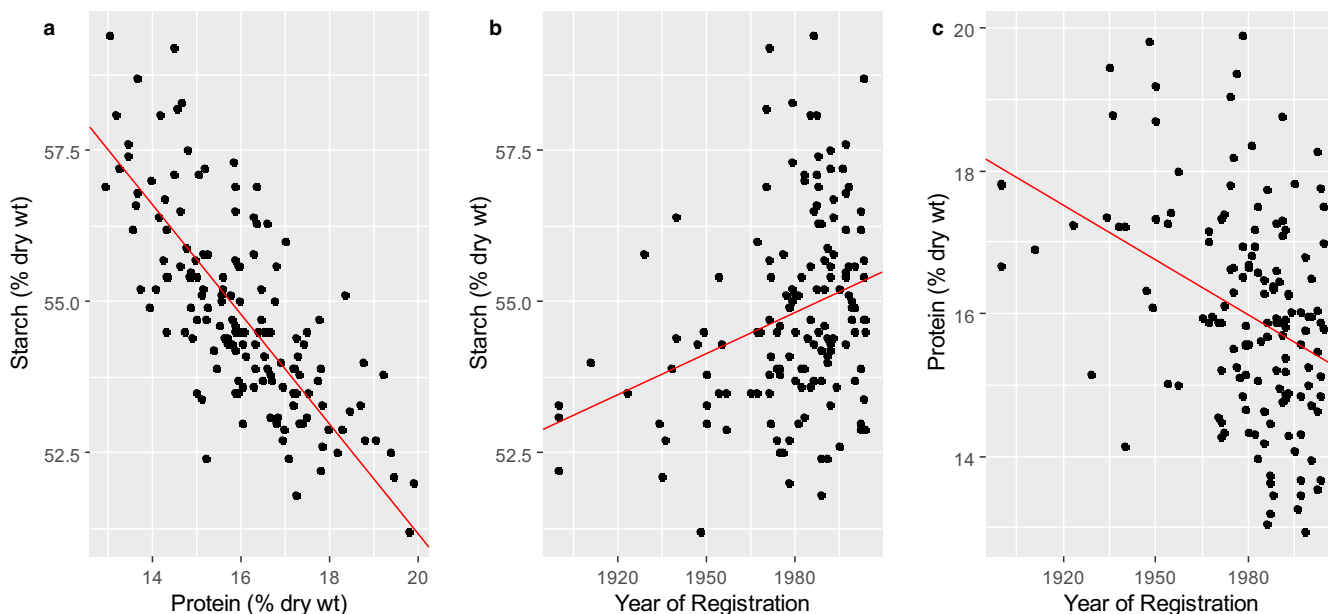 a
57.5
55.0
52.5
Starch (% dry wt)
14
16
18
20
Protein (% dry wt)
b
57.5
55.0
52.5
Starch (% dry wt)
1920
1950
1980
Year of Registration
c
20
18
16
14
Protein (% dry wt)
1920
1950
1980
Year of Registration